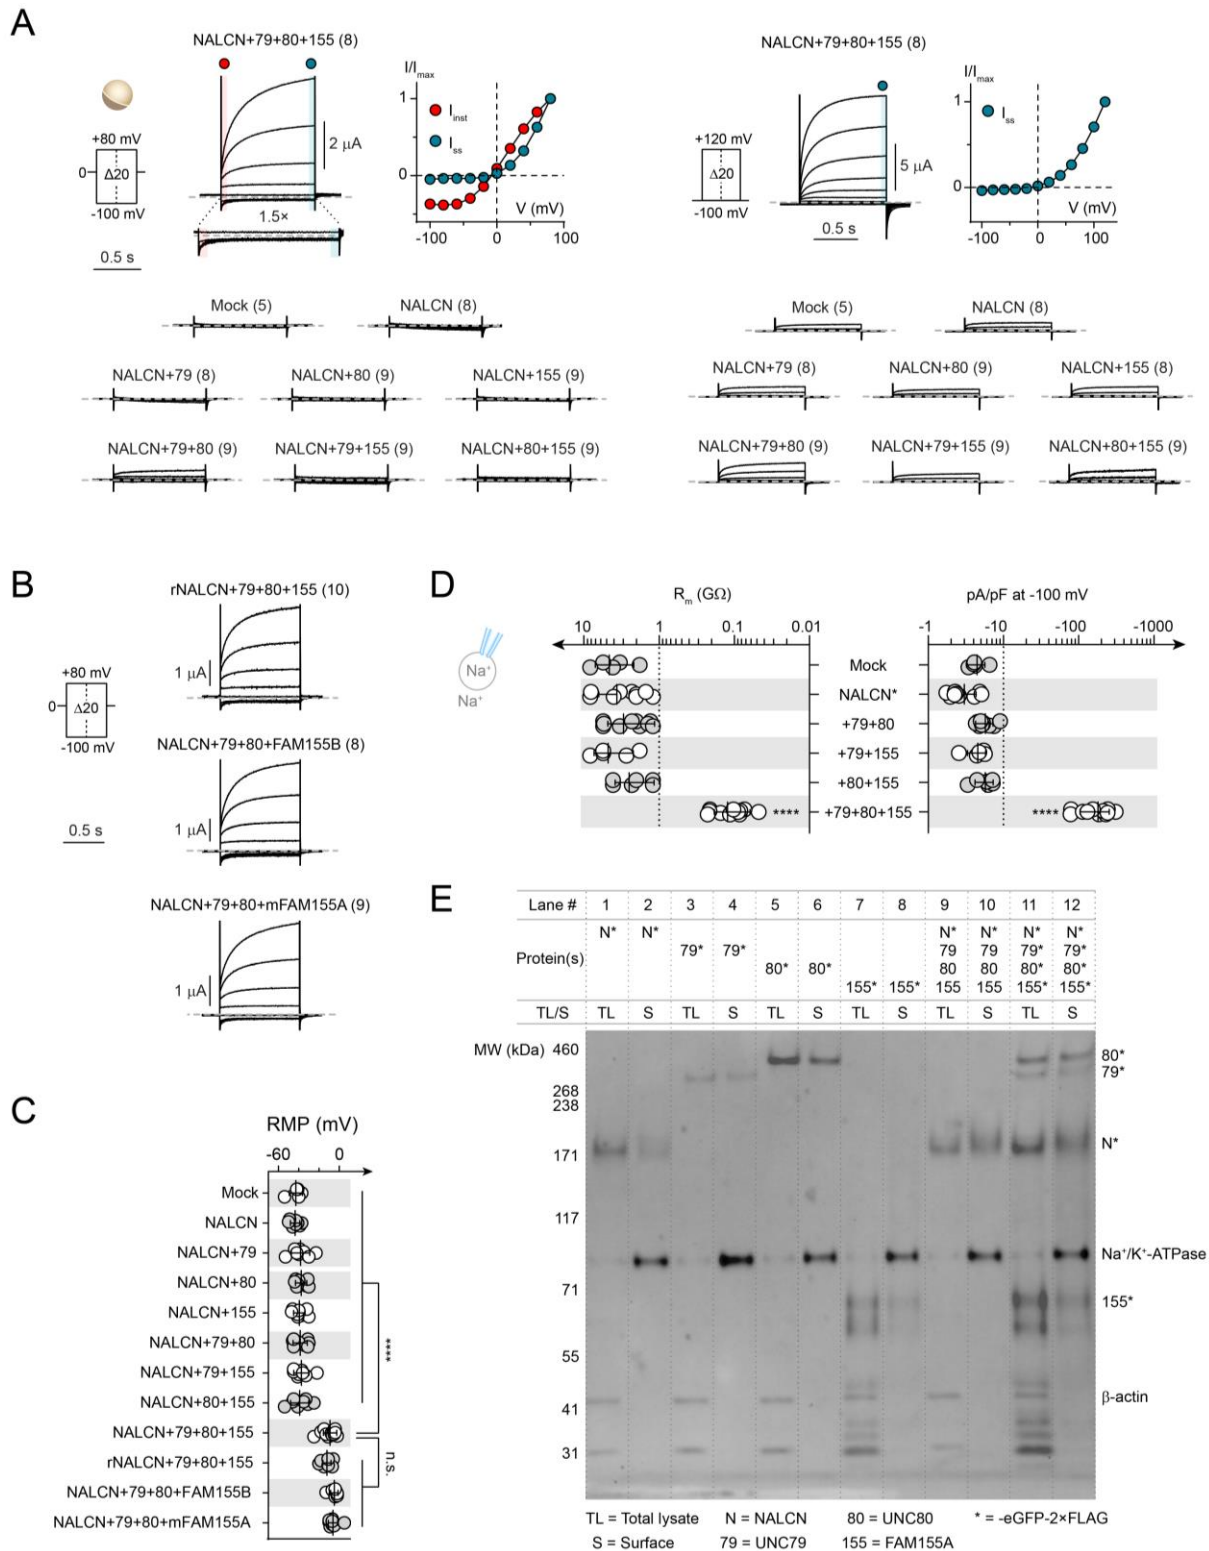 A
NALCN+79+80+155 (8)
+80 mV
0
Δ20
-100 mV
0.5 s
2 µA
1.5×
I/Imax
1
Iinst
Iss
0
V (mV)
-100 0 100
NALCN+79+80+155 (8)
+120 mV
Δ20
-100 mV
5 µA
0.5 s
I/Imax
1
Iss
0
V (mV)
-100 0 100
Mock (5) NALCN (8)
NALCN+79 (8) NALCN+80 (9) NALCN+155 (9)
NALCN+79+80 (9) NALCN+79+155 (9) NALCN+80+155 (9)
Mock (5) NALCN (8)
NALCN+79 (8) NALCN+80 (9) NALCN+155 (8)
NALCN+79+80 (9) NALCN+79+155 (9) NALCN+80+155 (9)
B
rNALCN+79+80+155 (10)
+80 mV
0
Δ20
-100 mV
1 µA
NALCN+79+80+FAM155B (8)
1 µA
0.5 s
NALCN+79+80+mFAM155A (9)
1 µA
C
RMP (mV)
-60 0
Mock
NALCN
NALCN+79
NALCN+80
NALCN+155
NALCN+79+80
NALCN+79+155
NALCN+80+155
NALCN+79+80+155
rNALCN+79+80+155
NALCN+79+80+FAM155B
NALCN+79+80+mFAM155A
****
n.s.
D
Na⁺
Na⁺
Rm (GΩ)
10 1 0.1 0.01
pA/pF at -100 mV
-1 -10 -100 -1000
Mock
NALCN*
+79+80
+79+155
+80+155
**** +79+80+155 ****
E
Lane # 1 2 3 4 5 6 7 8 9 10 11 12
N* N* N* N* N* N*
Protein(s) 79* 79* 79 79 79* 79*
80* 80* 80 80 80* 80*
155* 155* 155 155 155* 155*
TL/S TL S TL S TL S TL S TL S TL S
MW (kDa) 460
268
238
171
117
71
55
41
31
80*
79*
N*
Na⁺/K⁺-ATPase
155*
β-actin
TL = Total lysate N = NALCN 80 = UNC80 * = -eGFP-2×FLAG
S = Surface 79 = UNC79 155 = FAM155A